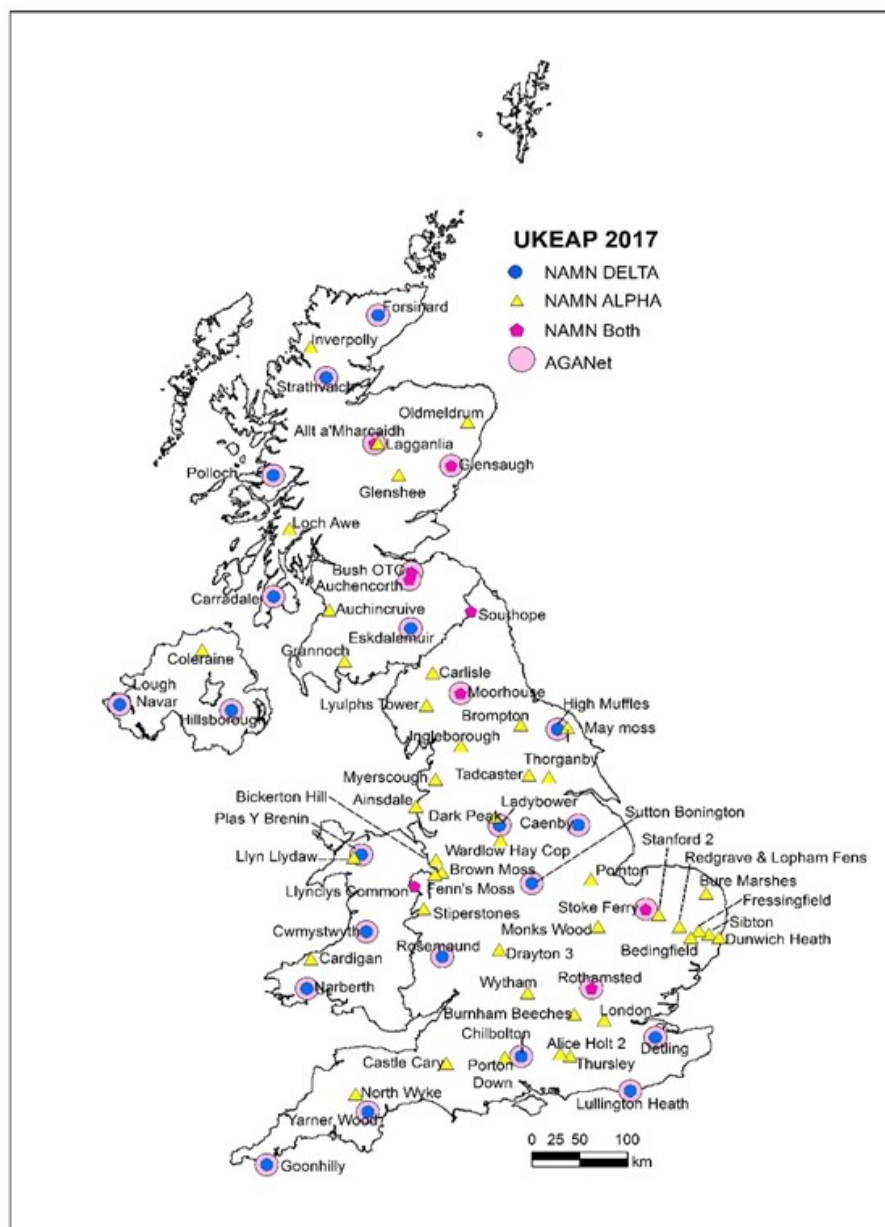 UKEAP 2017
NAMN DELTA
NAMN ALPHA
NAMN Both
AGANet
Forsinard
Inverpolly
Strathvaich
Oldmeldrum
Allt a'Mharcaidh
Lagganlia
Glensaugh
Polloch
Glenshee
Loch Awe
Bush OTC
Auchencorth
Carradale
Auchincruive
Sourhope
Eskdalemuir
Coleraine
Grannoch
Carlisle
Lough
Navar
Moorhouse
Hillsborough
Lyulphs Tower
High Muffles
Brompton
May moss
Ingleborough
Thorganby
Myerscough
Tadcaster
Bickerton Hill
Ainsdale
Ladybower
Sutton Bonington
Dark Peak
Caenby
Plas Y Brenin
Stanford 2
Wardlow Hay Cop
Redgrave & Lopham Fens
Llyn Llydaw
Brown Moss
Pointon
Bure Marshes
Llynclys Common
Fenn's Moss
Fressingfield
Stiperstones
Stoke Ferry
Sibton
Cwmystwyth
Monks Wood
Dunwich Heath
Rosemaund
Drayton 3
Bedingfield
Cardigan
Narberth
Wytham
Rothamsted
Burnham Beeches
London
Chilbolton
Detling
Alice Holt 2
Castle Cary
Porton
Down
Thursley
North Wyke
Lullington Heath
Yarner Wood
Goonhilly
0 25 50 100
km